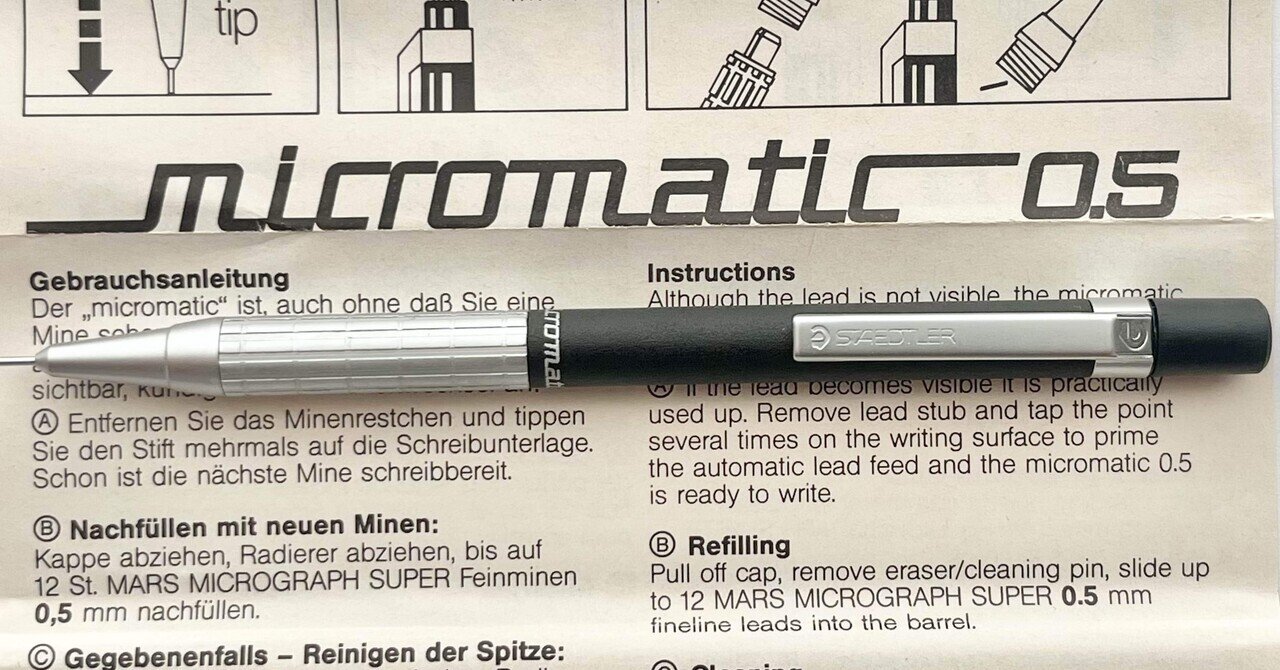 tip
micromatic 0.5
Gebrauchsanleitung
Der „micromatic“ ist, auch ohne daß Sie eine
Mine
sichtbar,
Ⓐ Entfernen Sie das Minenrestchen und tippen
Sie den Stift mehrmals auf die Schreibunterlage.
Schon ist die nächste Mine schreibbereit.
Ⓑ Nachfüllen mit neuen Minen:
Kappe abziehen, Radierer abziehen, bis auf
12 St. MARS MICROGRAPH SUPER Feinminen
0,5 mm nachfüllen.
Ⓒ Gegebenenfalls – Reinigen der Spitze:
Instructions
Although the lead is not visible, the micromatic
STAEDTLER
Ⓐ If the lead becomes visible it is practically
used up. Remove lead stub and tap the point
several times on the writing surface to prime
the automatic lead feed and the micromatic 0.5
is ready to write.
Ⓑ Refilling
Pull off cap, remove eraser/cleaning pin, slide up
to 12 MARS MICROGRAPH SUPER 0.5 mm
fineline leads into the barrel.
Cleaning